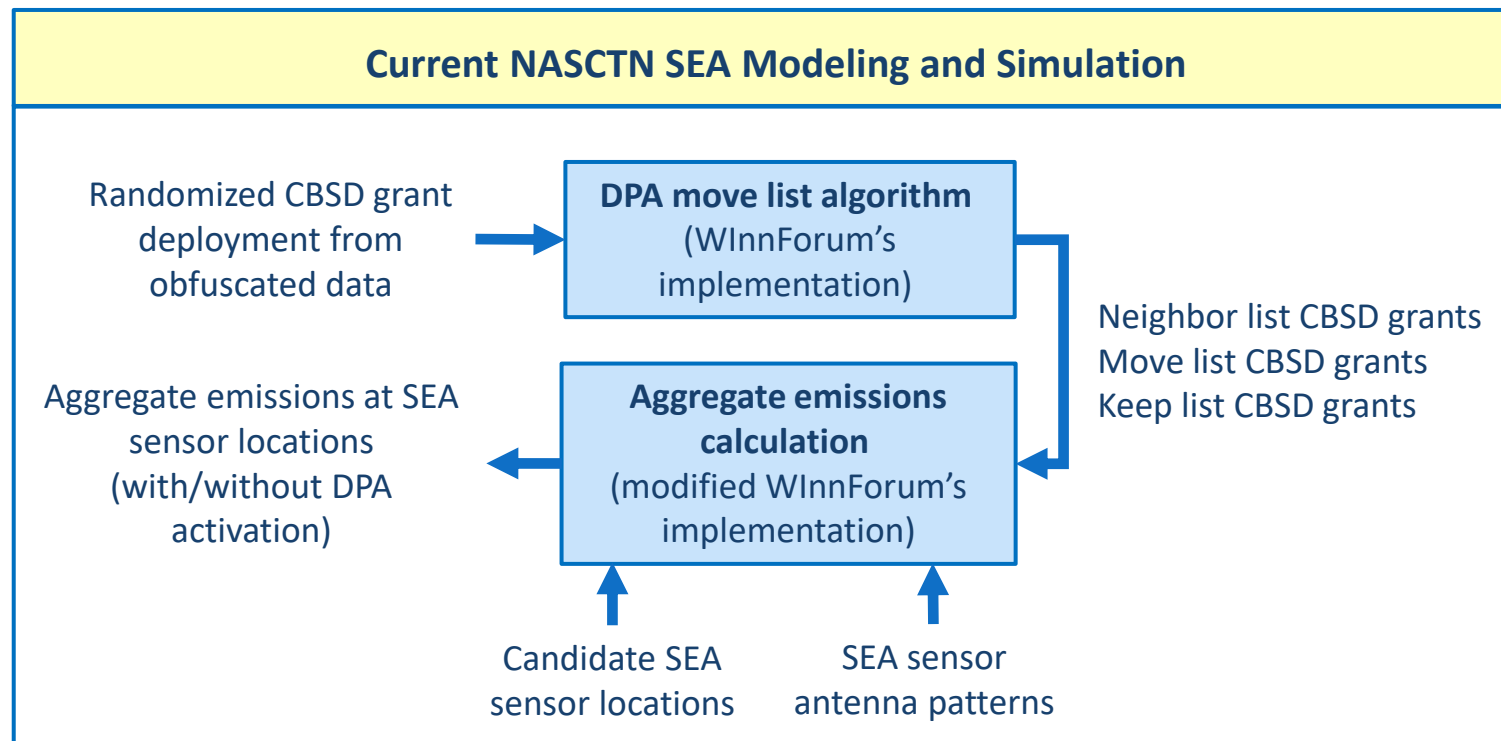 Current NASCTN SEA Modeling and Simulation
Randomized CBSD grant
deployment from
obfuscated data
DPA move list algorithm
(WInnForum's
implementation)
Neighbor list CBSD grants
Move list CBSD grants
Keep list CBSD grants
Aggregate emissions
calculation
(modified WInnForum's
implementation)
Aggregate emissions at SEA
sensor locations
(with/without DPA
activation)
Candidate SEA
sensor locations
SEA sensor
antenna patterns